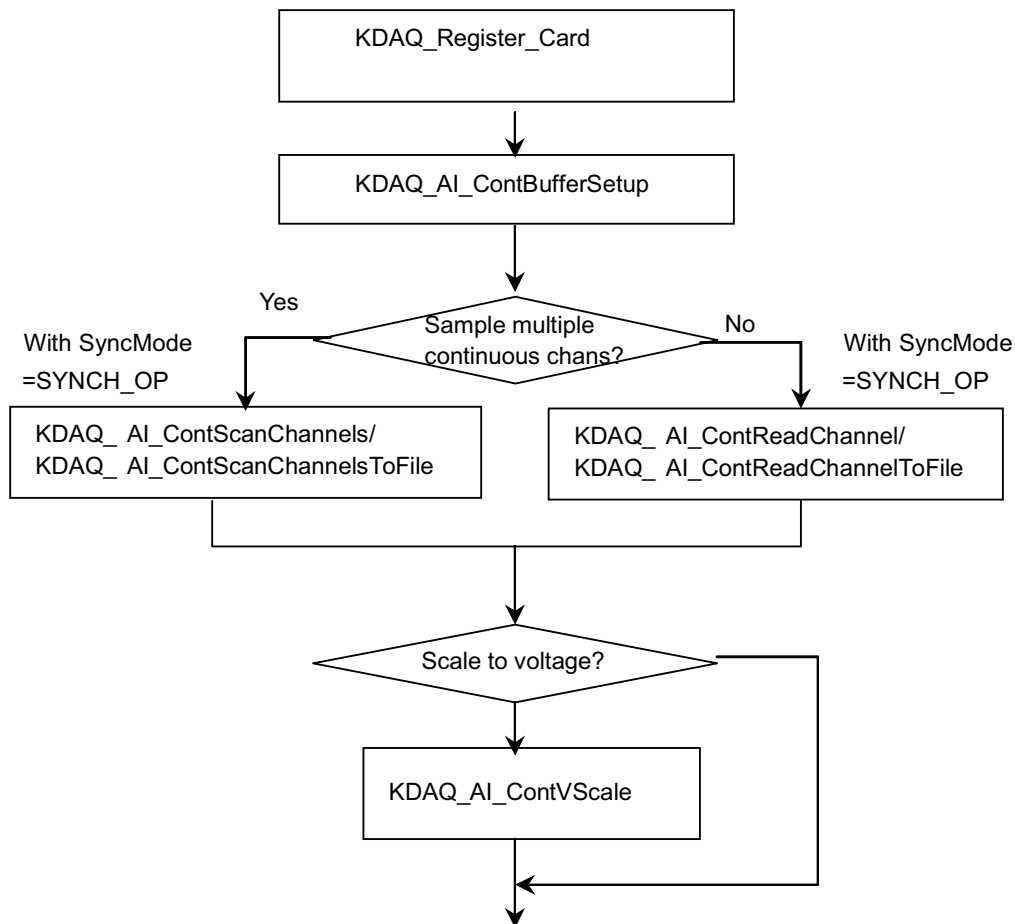 KDAQ_Register_Card
KDAQ_AI_ContBufferSetup
Yes
Sample multiple
continuous chans?
No
With SyncMode
=SYNCH_OP
With SyncMode
=SYNCH_OP
KDAQ_ AI_ContScanChannels/
KDAQ_ AI_ContScanChannelsToFile
KDAQ_ AI_ContReadChannel/
KDAQ_ AI_ContReadChannelToFile
Scale to voltage?
KDAQ_AI_ContVScale